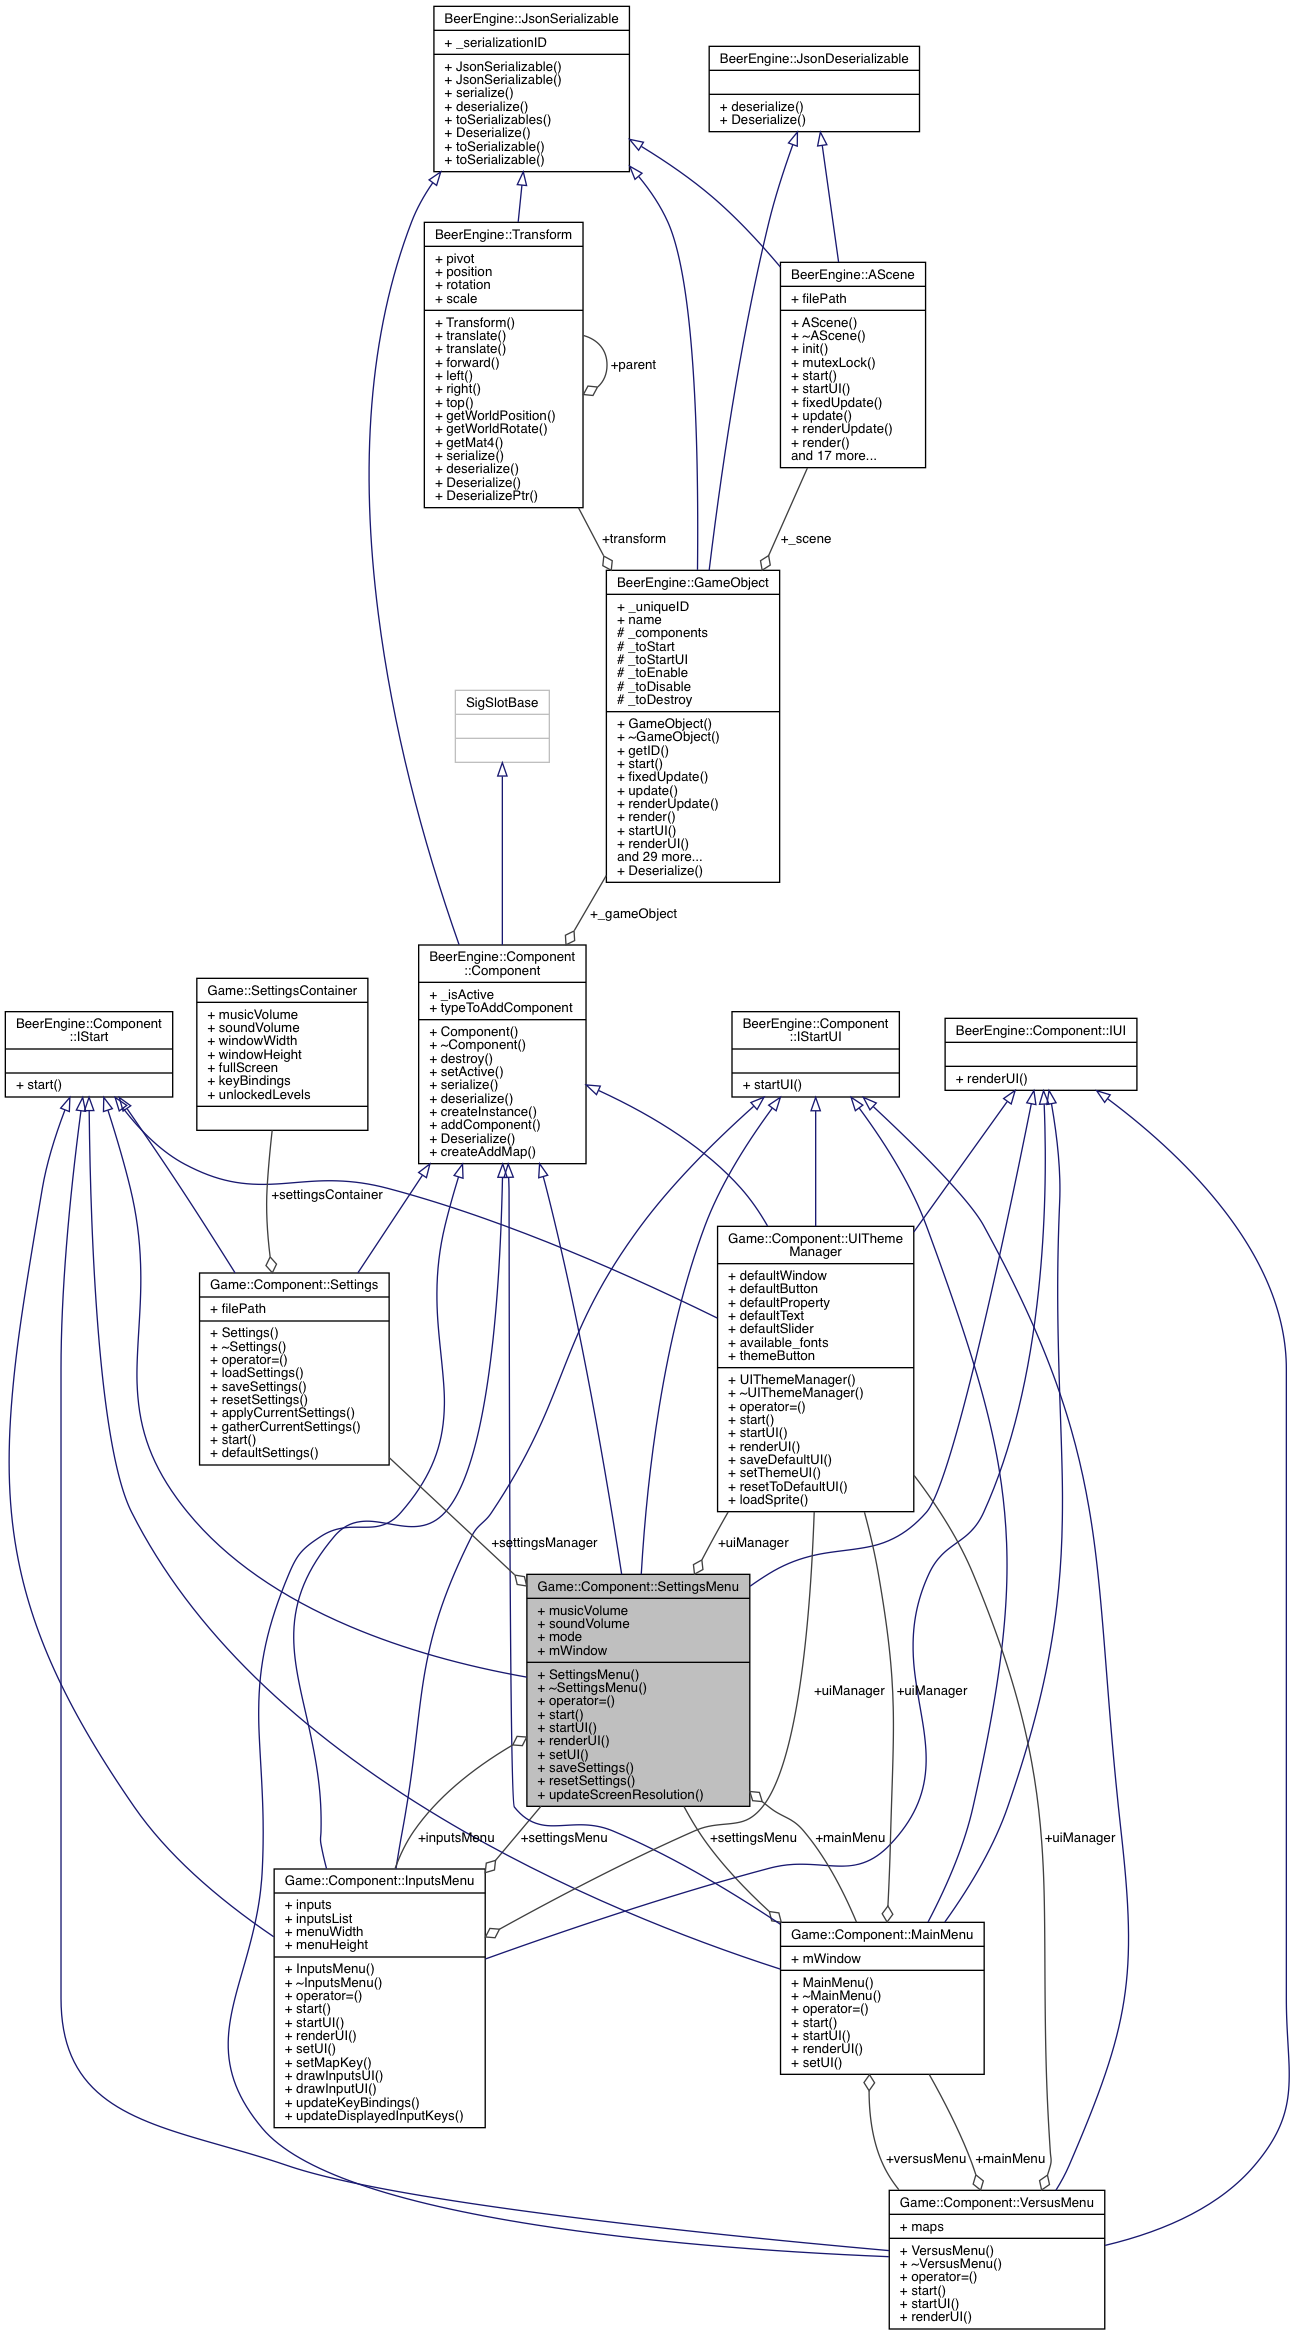 BeerEngine::JsonSerializable
+ _serializationID
+ JsonSerializable()
+ JsonSerializable()
+ serialize()
+ deserialize()
+ toSerializables()
+ Deserialize()
+ toSerializable()
+ toSerializable()
BeerEngine::JsonDeserializable
+ deserialize()
+ Deserialize()
BeerEngine::Transform
+ pivot
+ position
+ rotation
+ scale
+ Transform()
+ translate()
+ translate()
+ forward()
+ left()
+ right()
+ top()
+ getWorldPosition()
+ getWorldRotate()
+ getMat4()
+ serialize()
+ deserialize()
+ Deserialize()
+ DeserializePtr()
+parent
BeerEngine::AScene
+ filePath
+ AScene()
+ ~AScene()
+ init()
+ mutexLock()
+ start()
+ startUI()
+ fixedUpdate()
+ update()
+ renderUpdate()
+ render()
and 17 more...
+transform
+_scene
BeerEngine::GameObject
+ _uniqueID
+ name
# _components
# _toStart
# _toStartUI
# _toEnable
# _toDisable
# _toDestroy
+ GameObject()
+ ~GameObject()
+ getID()
+ start()
+ fixedUpdate()
+ update()
+ renderUpdate()
+ render()
+ startUI()
+ renderUI()
and 29 more...
+ Deserialize()
SigSlotBase
+_gameObject
BeerEngine::Component
::Component
+ _isActive
+ typeToAddComponent
+ Component()
+ ~Component()
+ destroy()
+ setActive()
+ serialize()
+ deserialize()
+ createInstance()
+ addComponent()
+ Deserialize()
+ createAddMap()
Game::SettingsContainer
+ musicVolume
+ soundVolume
+ windowWidth
+ windowHeight
+ fullScreen
+ keyBindings
+ unlockedLevels
BeerEngine::Component
::IStart
+ start()
BeerEngine::Component
::IStartUI
+ startUI()
BeerEngine::Component::IUI
+ renderUI()
+settingsContainer
Game::Component::Settings
+ filePath
+ Settings()
+ ~Settings()
+ operator=()
+ loadSettings()
+ saveSettings()
+ resetSettings()
+ applyCurrentSettings()
+ gatherCurrentSettings()
+ start()
+ defaultSettings()
Game::Component::UITheme
Manager
+ defaultWindow
+ defaultButton
+ defaultProperty
+ defaultText
+ defaultSlider
+ available_fonts
+ themeButton
+ UIThemeManager()
+ ~UIThemeManager()
+ operator=()
+ start()
+ startUI()
+ renderUI()
+ saveDefaultUI()
+ setThemeUI()
+ resetToDefaultUI()
+ loadSprite()
+settingsManager
+uiManager
Game::Component::SettingsMenu
+ musicVolume
+ soundVolume
+ mode
+ mWindow
+ SettingsMenu()
+ ~SettingsMenu()
+ operator=()
+ start()
+ startUI()
+ renderUI()
+ setUI()
+ saveSettings()
+ resetSettings()
+ updateScreenResolution()
+uiManager
+uiManager
+inputsMenu
+settingsMenu
+settingsMenu
+mainMenu
+uiManager
Game::Component::InputsMenu
+ inputs
+ inputsList
+ menuWidth
+ menuHeight
+ InputsMenu()
+ ~InputsMenu()
+ operator=()
+ start()
+ startUI()
+ renderUI()
+ setUI()
+ setMapKey()
+ drawInputsUI()
+ drawInputUI()
+ updateKeyBindings()
+ updateDisplayedInputKeys()
Game::Component::MainMenu
+ mWindow
+ MainMenu()
+ ~MainMenu()
+ operator=()
+ start()
+ startUI()
+ renderUI()
+ setUI()
+versusMenu
+mainMenu
Game::Component::VersusMenu
+ maps
+ VersusMenu()
+ ~VersusMenu()
+ operator=()
+ start()
+ startUI()
+ renderUI()